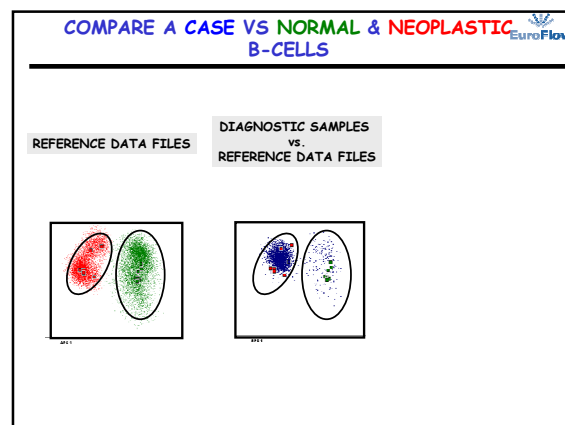 COMPARE A CASE VS NORMAL & NEOPLASTIC
B-CELLS
EuroFlow
REFERENCE DATA FILES
DIAGNOSTIC SAMPLES
vs.
REFERENCE DATA FILES